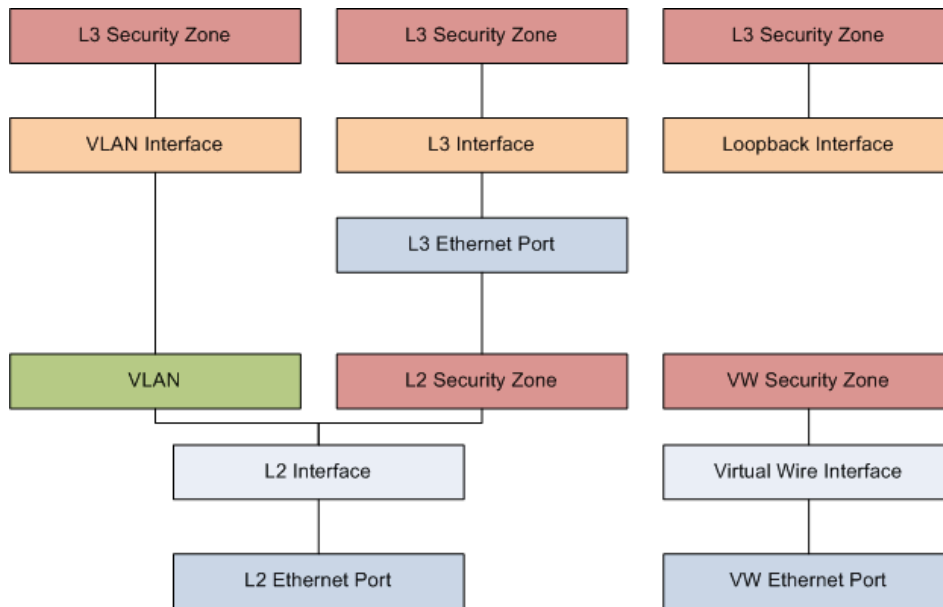 L3 Security Zone
L3 Security Zone
L3 Security Zone
VLAN Interface
L3 Interface
Loopback Interface
L3 Ethernet Port
VLAN
L2 Security Zone
VW Security Zone
L2 Interface
Virtual Wire Interface
L2 Ethernet Port
VW Ethernet Port